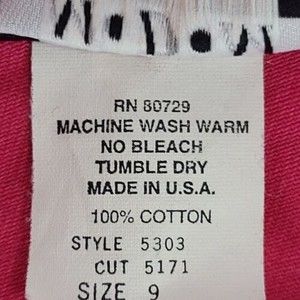 RN 80729
MACHINE WASH WARM
NO BLEACH
TUMBLE DRY
MADE IN U.S.A.
100% COTTON
STYLE 5303
CUT 5171
SIZE 9